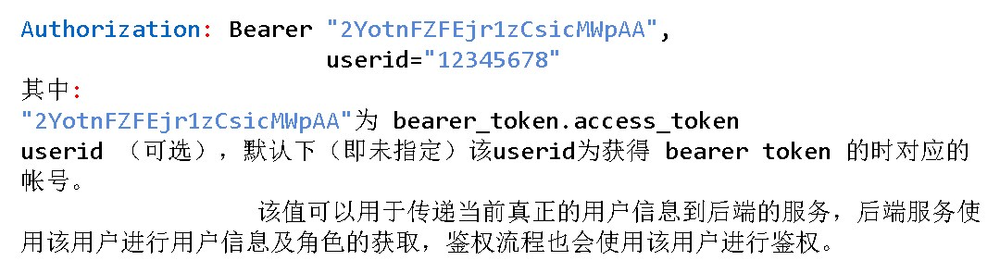 Authorization: Bearer "2YotnFZFEjr1zCsicMWpAA",
userid="12345678"
其中:
"2YotnFZFEjr1zCsicMWpAA"为 bearer_token.access_token
userid （可选），默认下（即未指定）该userid为获得 bearer token 的时对应的
帐号。
该值可以用于传递当前真正的用户信息到后端的服务，后端服务使
用该用户进行用户信息及角色的获取，鉴权流程也会使用该用户进行鉴权。